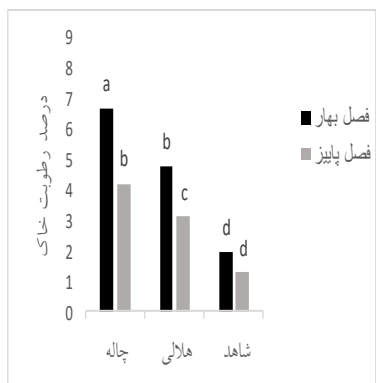 درصد رطوبت خاک
9
8
7
6
5
4
3
2
1
0
a
b
b
c
d
d
چاله
هلالی
شاهد
فصل بهار
فصل پاییز